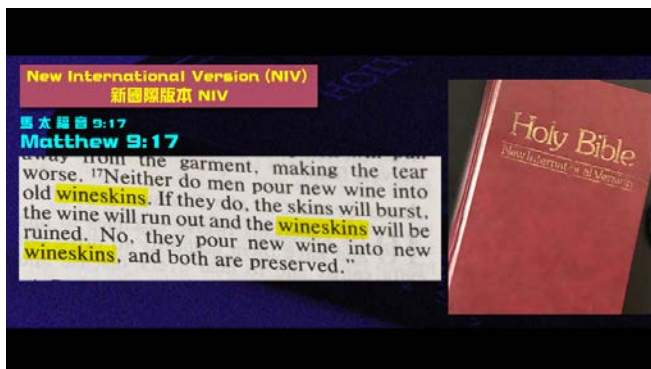 New International Version (NIV)
新國際版本 NIV
馬太福音 9:17
Matthew 9:17
away from the garment, making the tear
worse. ¹⁷Neither do men pour new wine into
old wineskins. If they do, the skins will burst,
the wine will run out and the wineskins will be
ruined. No, they pour new wine into new
wineskins, and both are preserved."
Holy Bible
New International Version
HOLY